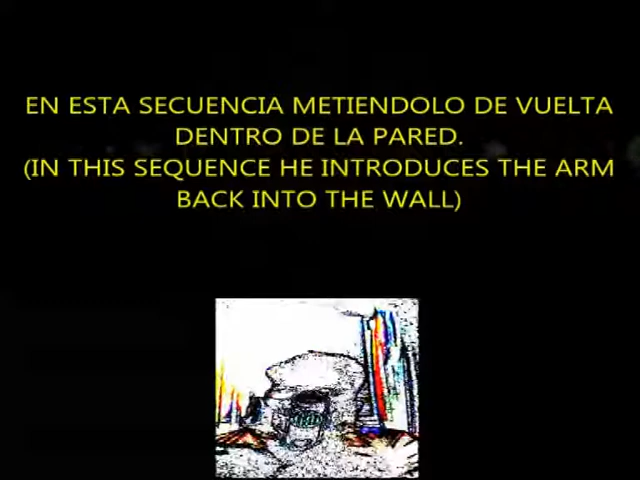 EN ESTA SECUENCIA METIENDOLO DE VUELTA
DENTRO DE LA PARED.
(IN THIS SEQUENCE HE INTRODUCES THE ARM
BACK INTO THE WALL)